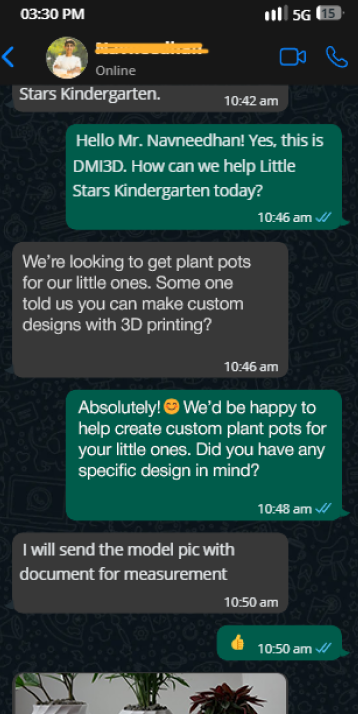 03:30 PM
5G 15
Online
Stars Kindergarten.
10:42 am
Hello Mr. Navneedhan! Yes, this is
DMI3D. How can we help Little
Stars Kindergarten today?
10:46 am
We're looking to get plant pots
for our little ones. Some one
told us you can make custom
designs with 3D printing?
10:46 am
Absolutely!😊 We'd be happy to
help create custom plant pots for
your little ones. Did you have any
specific design in mind?
10:48 am
I will send the model pic with
document for measurement
10:50 am
👍 10:50 am